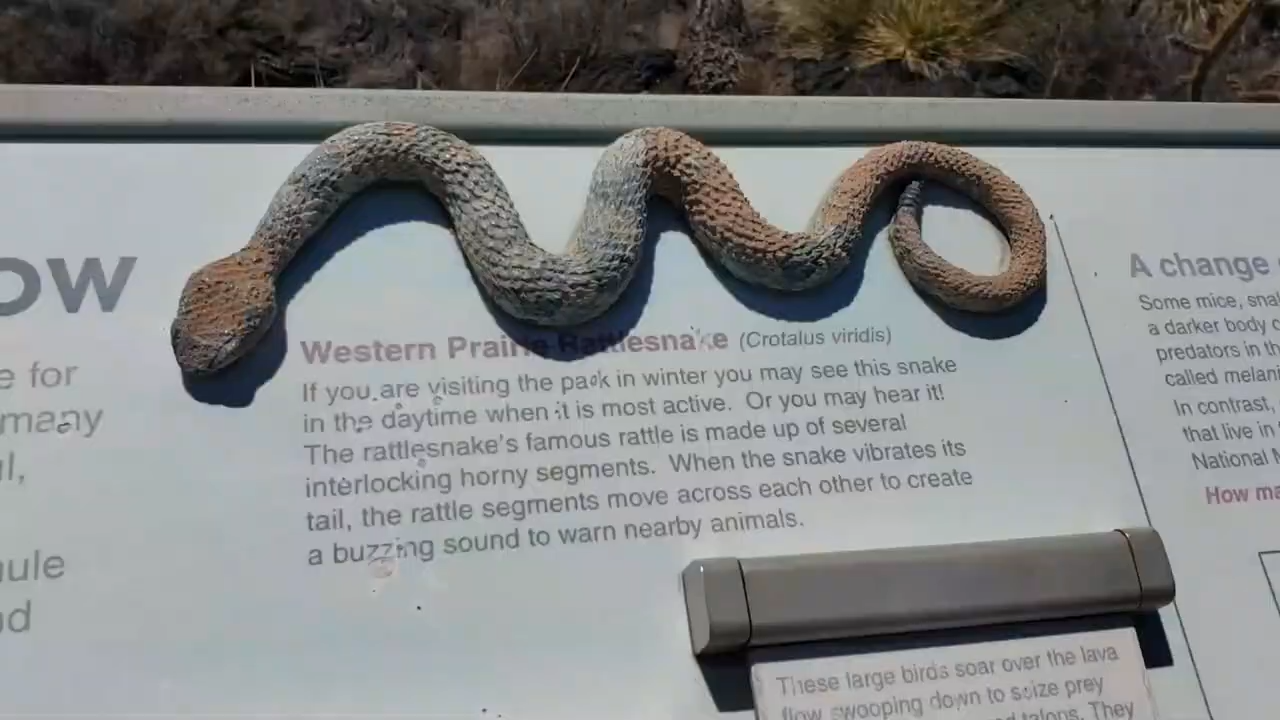 OW
e for
many
l,
ule
d
Western Prairie Rattlesnake (Crotalus viridis)
If you are visiting the park in winter you may see this snake
in the daytime when it is most active. Or you may hear it!
The rattlesnake's famous rattle is made up of several
interlocking horny segments. When the snake vibrates its
tail, the rattle segments move across each other to create
a buzzing sound to warn nearby animals.
These large birds soar over the lava
flow swooping down to seize prey
talons. They
A change
Some mice, sna
a darker body
predators in th
called melani
In contrast,
that live in
National
How ma